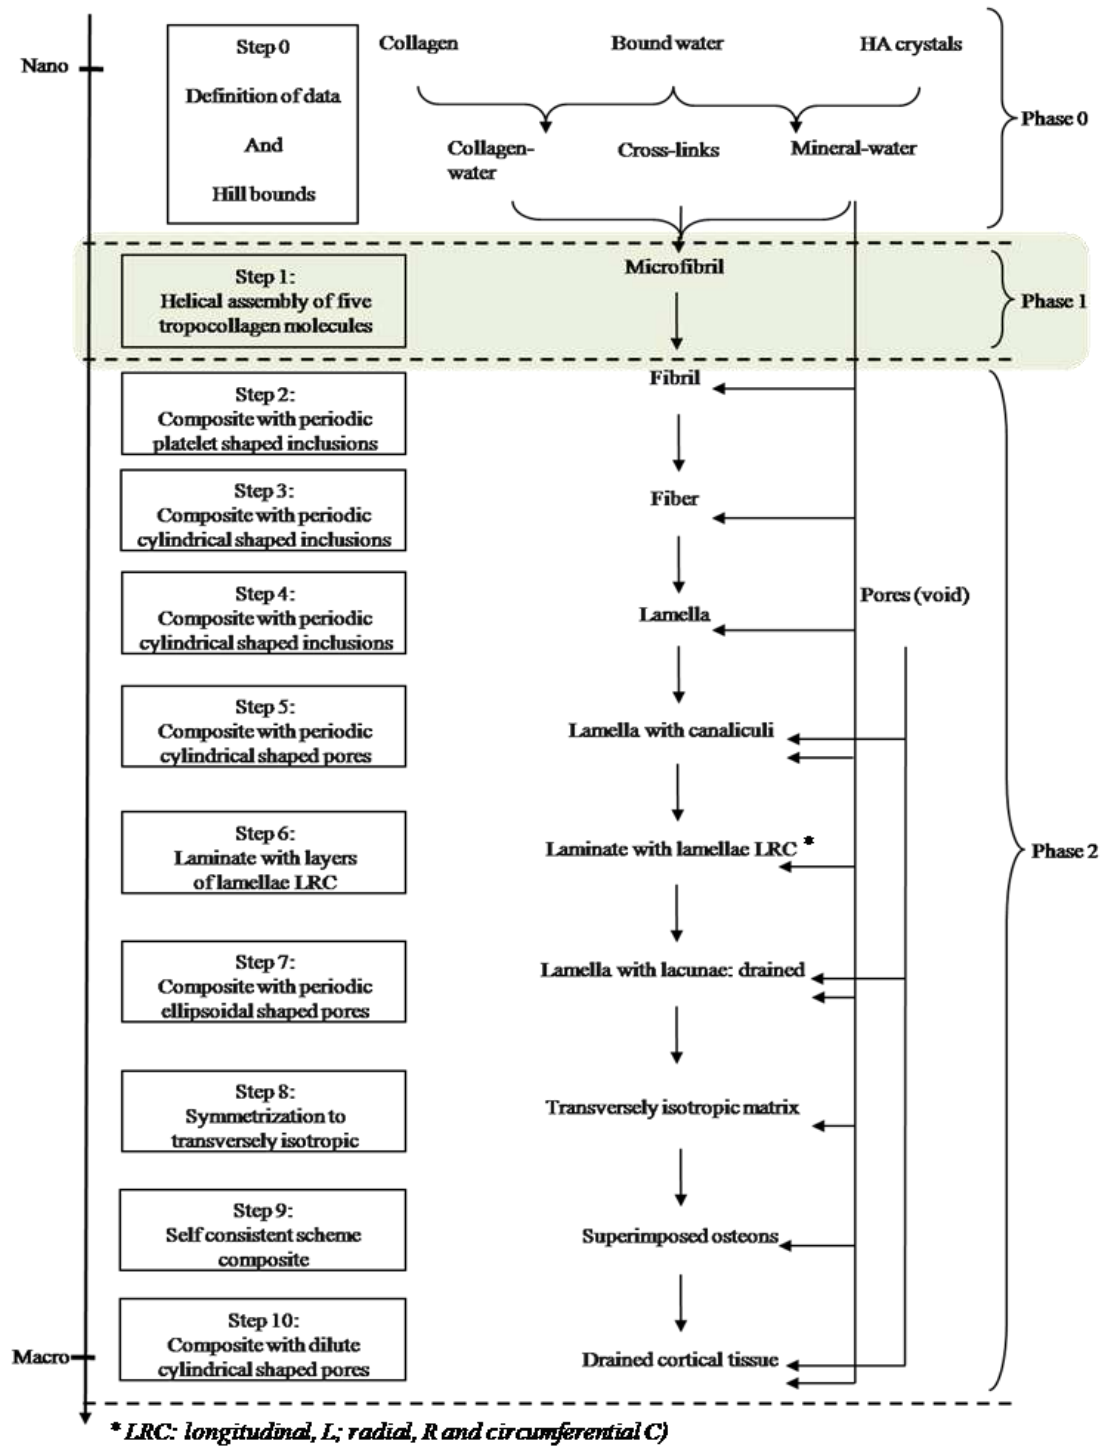 Nano
Step 0
Definition of data
And
Hill bounds
Collagen
Bound water
HA crystals
Collagen-
water
Cross-links
Mineral-water
Phase 0
Step 1:
Helical assembly of five
tropocollagen molecules
Microfibril
Phase 1
Step 2:
Composite with periodic
platelet shaped inclusions
Fibril
Step 3:
Composite with periodic
cylindrical shaped inclusions
Fiber
Step 4:
Composite with periodic
cylindrical shaped inclusions
Lamella
Pores (void)
Step 5:
Composite with periodic
cylindrical shaped pores
Lamella with canaliculi
Step 6:
Laminate with layers
of lamellae LRC
Laminate with lamellae LRC *
Phase 2
Step 7:
Composite with periodic
ellipsoidal shaped pores
Lamella with lacunae: drained
Step 8:
Symmetrization to
transversely isotropic
Transversely isotropic matrix
Step 9:
Self consistent scheme
composite
Superimposed osteons
Step 10:
Composite with dilute
cylindrical shaped pores
Drained cortical tissue
Macro
* LRC: longitudinal, L; radial, R and circumferential C)